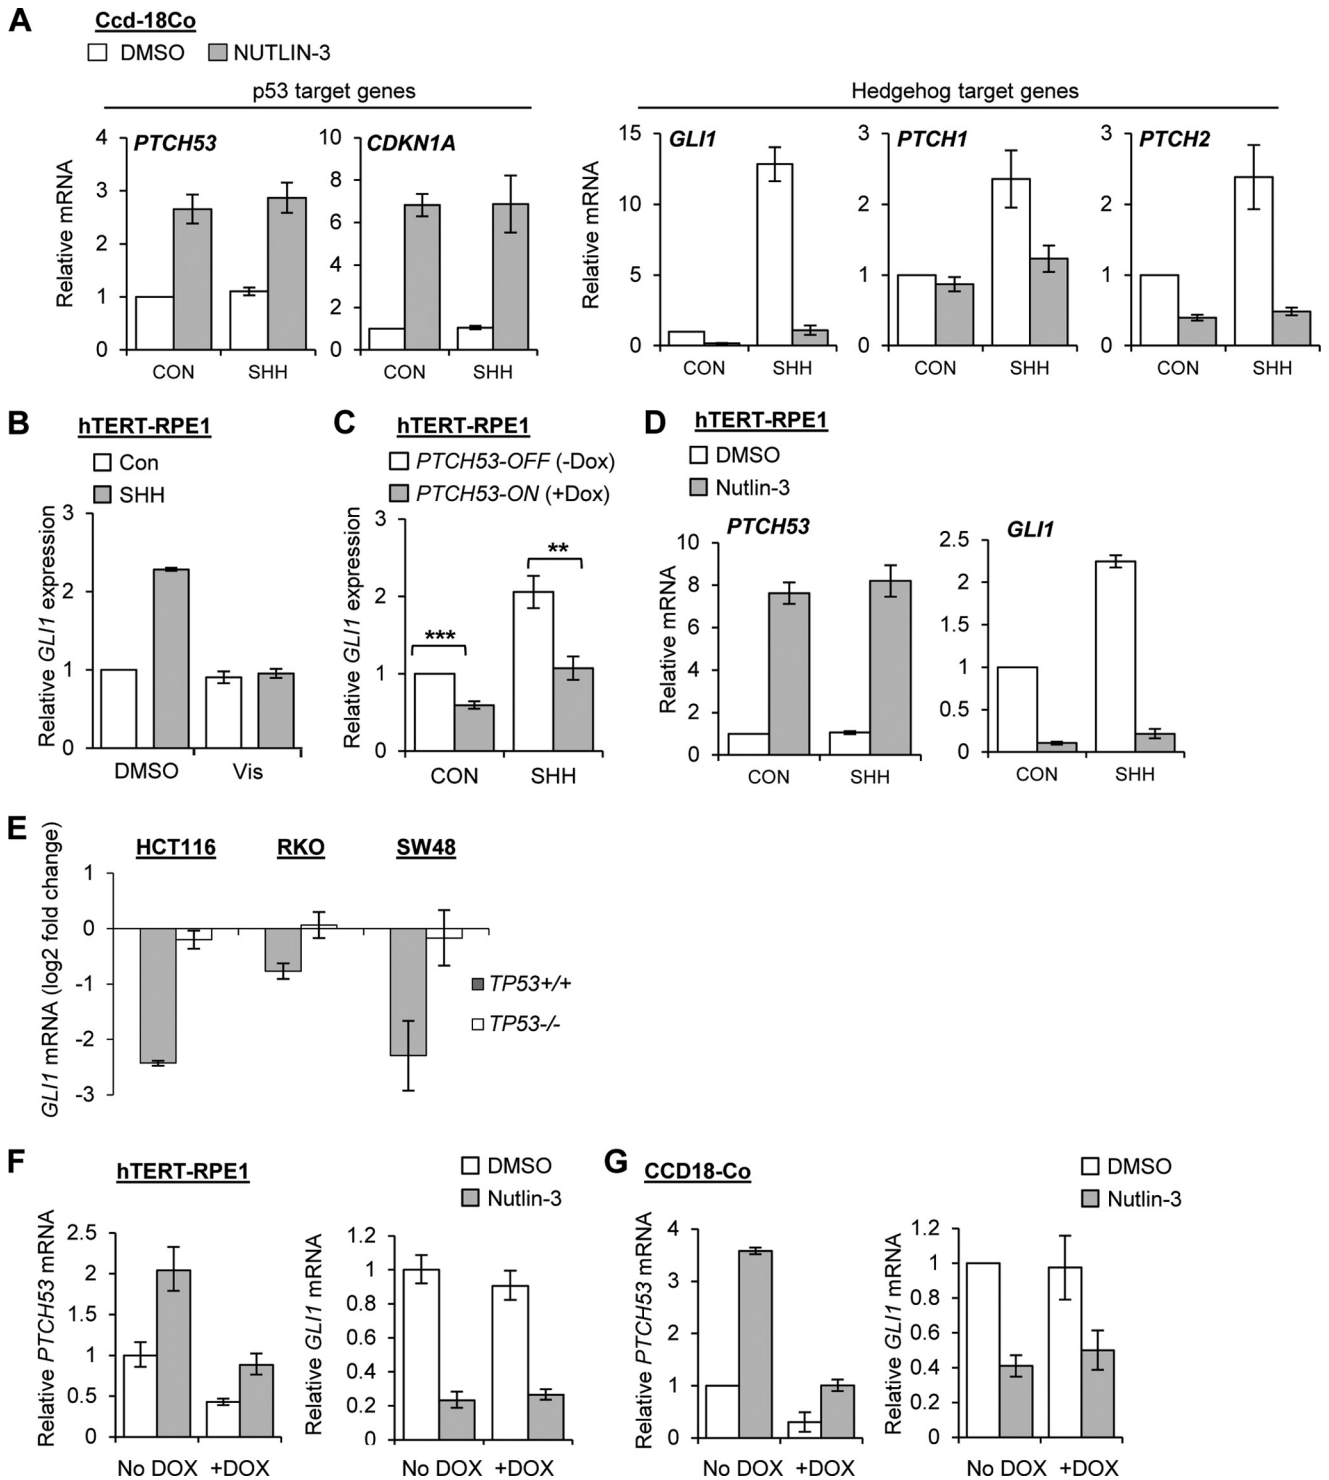 A
Ccd-18Co
DMSO NUTLIN-3
p53 target genes
Hedgehog target genes
Relative mRNA
4
3
2
1
0
PTCH53
CON SHH
10
8
6
4
2
0
CDKN1A
CON SHH
Relative mRNA
15
10
5
0
GLI1
CON SHH
3
2
1
0
PTCH1
CON SHH
3
2
1
0
PTCH2
CON SHH
B
hTERT-RPE1
Con
SHH
Relative GLI1 expression
3
2
1
0
DMSO Vis
C
hTERT-RPE1
PTCH53-OFF (-Dox)
PTCH53-ON (+Dox)
Relative GLI1 expression
3
2
1
0
***
**
CON SHH
D
hTERT-RPE1
DMSO
Nutlin-3
PTCH53
Relative mRNA
10
8
6
4
2
0
CON SHH
GLI1
2.5
2
1.5
1
0.5
0
CON SHH
E
HCT116 RKO SW48
GLI1 mRNA (log2 fold change)
1
0
-1
-2
-3
TP53+/+
TP53-/-
F
hTERT-RPE1
DMSO
Nutlin-3
Relative PTCH53 mRNA
2.5
2
1.5
1
0.5
0
No DOX +DOX
Relative GLI1 mRNA
1.2
1
0.8
0.6
0.4
0.2
0
No DOX +DOX
G
CCD18-Co
DMSO
Nutlin-3
Relative PTCH53 mRNA
4
3
2
1
0
No DOX +DOX
Relative GLI1 mRNA
1.2
1
0.8
0.6
0.4
0.2
0
No DOX +DOX